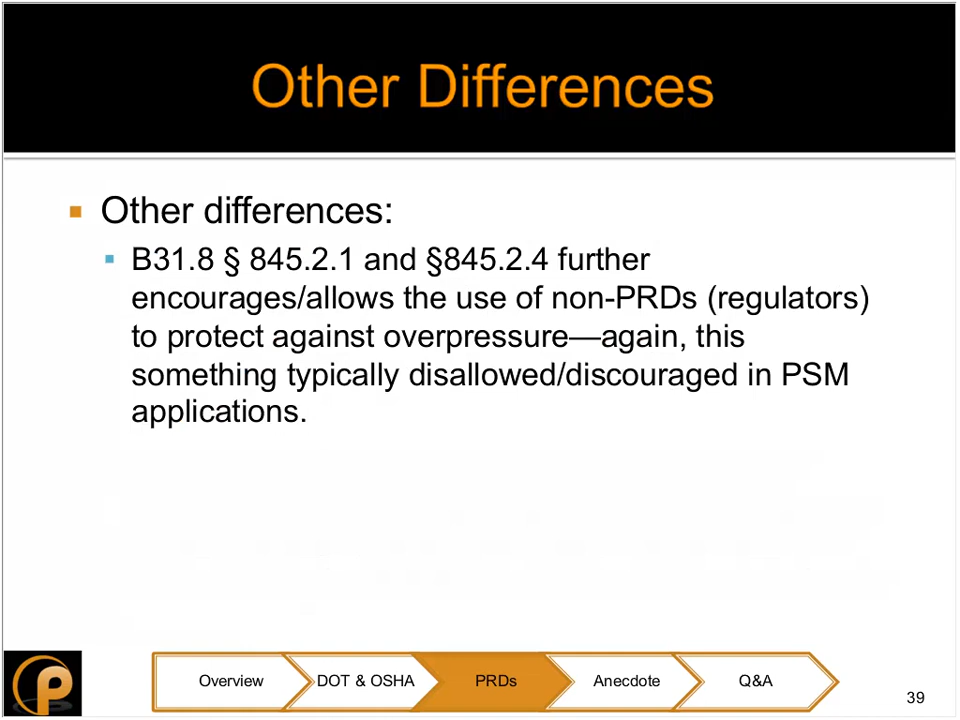 Other Differences
Other differences:
B31.8 § 845.2.1 and §845.2.4 further
encourages/allows the use of non-PRDs (regulators)
to protect against overpressure—again, this
something typically disallowed/discouraged in PSM
applications.
Overview
DOT & OSHA
PRDs
Anecdote
Q&A
39